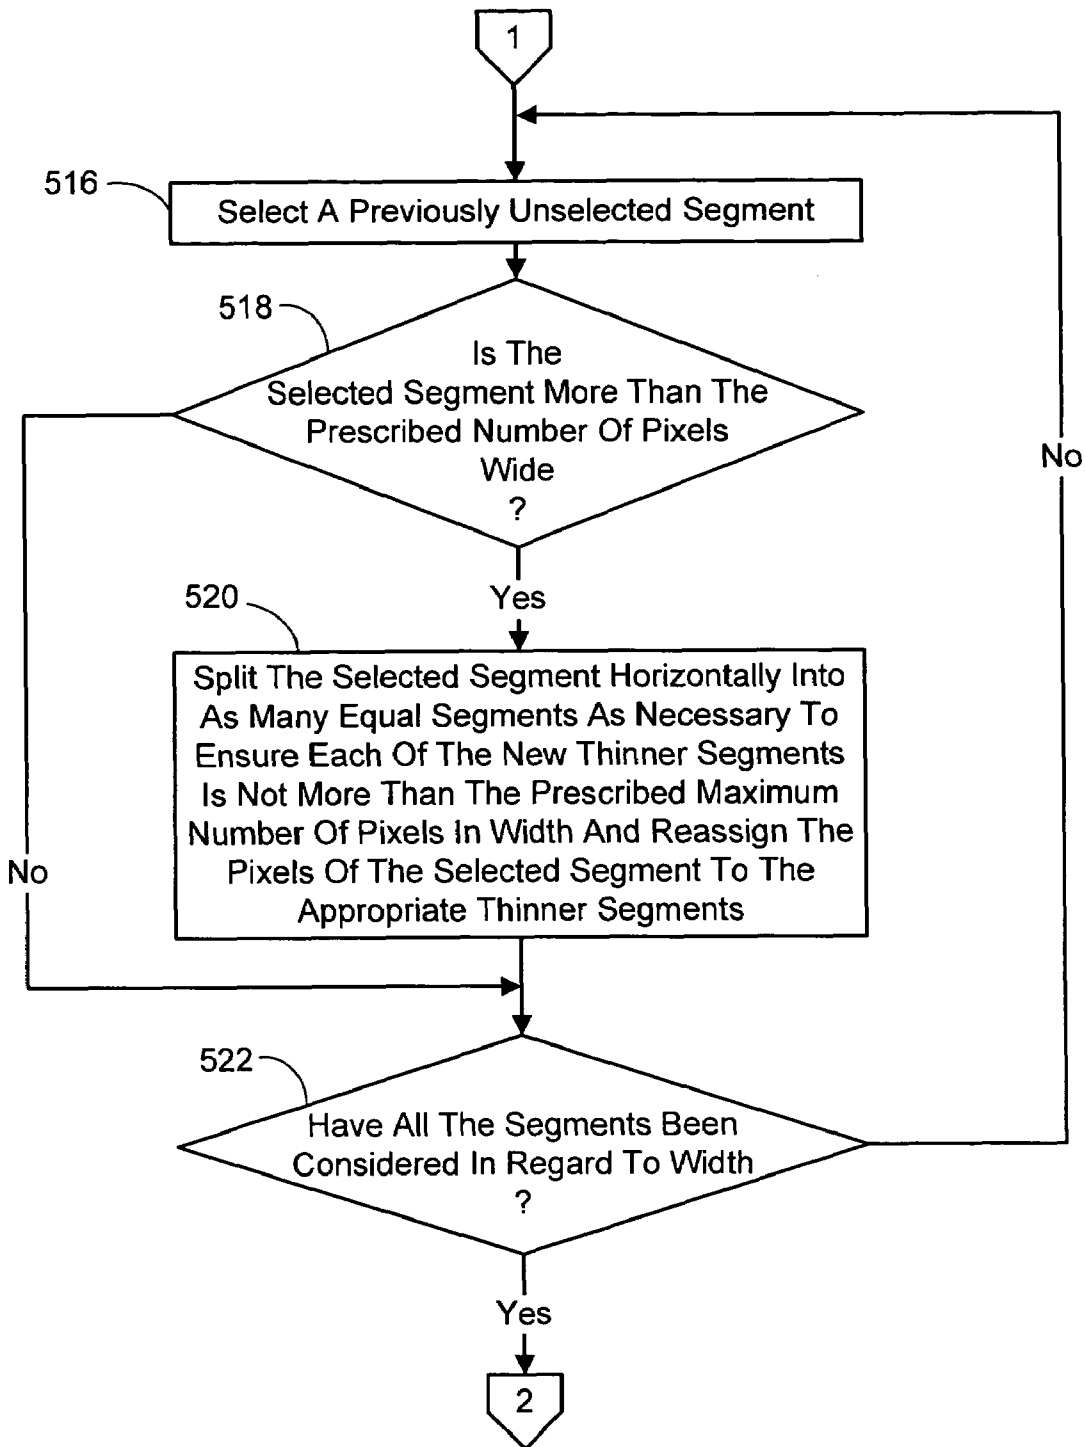 1
516
Select A Previously Unselected Segment
518
Is The
Selected Segment More Than The
Prescribed Number Of Pixels
Wide
?
No
Yes
520
Split The Selected Segment Horizontally Into
As Many Equal Segments As Necessary To
Ensure Each Of The New Thinner Segments
Is Not More Than The Prescribed Maximum
Number Of Pixels In Width And Reassign The
Pixels Of The Selected Segment To The
Appropriate Thinner Segments
No
522
Have All The Segments Been
Considered In Regard To Width
?
Yes
2